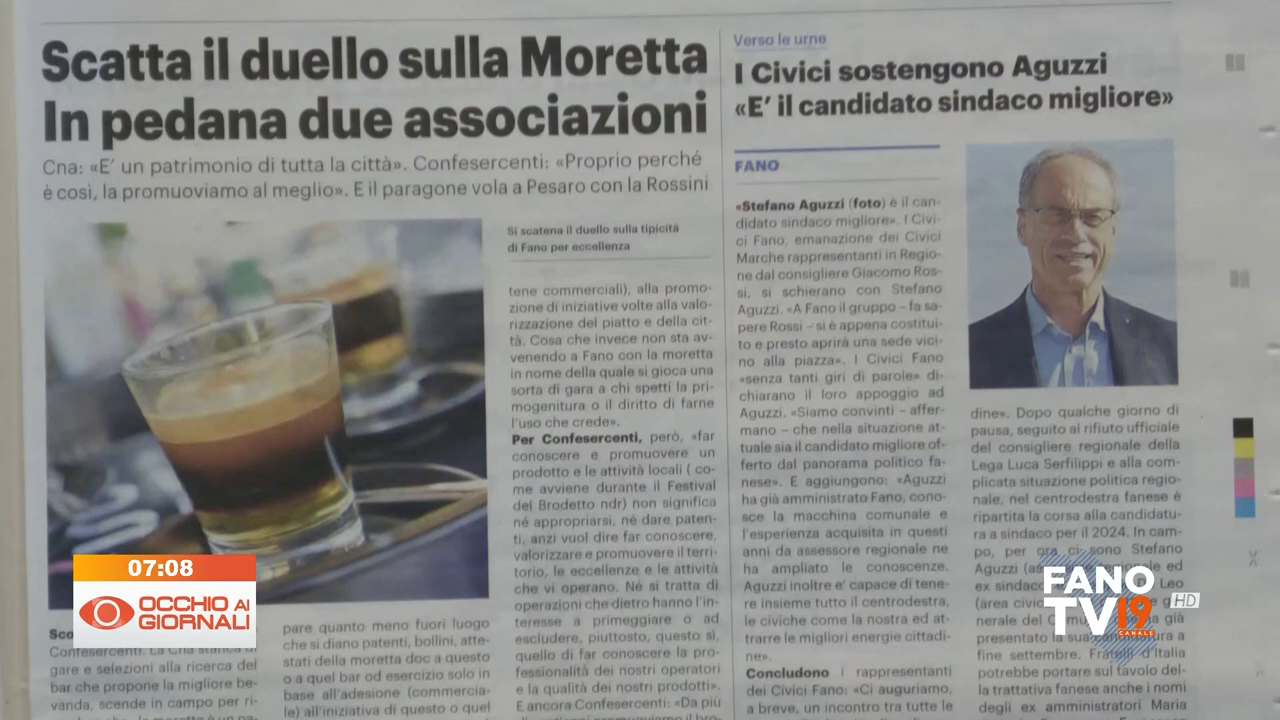 Scatta il duello sulla Moretta
In pedana due associazioni
Cna: «E' un patrimonio di tutta la città». Confesercenti: «Proprio perché
è così, la promuoviamo al meglio». E il paragone vola a Pesaro con la Rossini
Si scatena il duello sulla tipicità
di Fano per eccellenza
Confesercenti. La Cna stanca di
gare e selezioni alla ricerca del
bar che propone la migliore be-
vanda, scende in campo per ri-
pare quanto meno fuori luogo
che si diano patenti, bollini, atte-
stati della moretta doc a questo
o a quel bar od esercizio solo in
base all'adesione (commercia-
le) all'iniziativa di questo o quel
tene commerciali), alla promo-
zione di iniziative volte alla valo-
rizzazione del piatto e della cit-
tà. Cosa che invece non sta av-
venendo a Fano con la moretta
in nome della quale si gioca una
sorta di gara a chi spetti la pri-
mogenitura o il diritto di farne
l'uso che crede».
Per Confesercenti, però, «far
conoscere e promuovere un
prodotto e le attività locali ( co-
me avviene durante il Festival
del Brodetto ndr) non significa
né appropriarsi, né dare paten-
ti, anzi vuol dire far conoscere,
valorizzare e promuovere il terri-
torio, le eccellenze e le attività
che vi operano. Né si tratta di
operazioni che dietro hanno l'in-
teresse a primeggiare o ad
escludere, piuttosto, questo sì,
quello di far conoscere la pro-
fessionalità dei nostri operatori
e la qualità dei nostri prodotti».
E ancora Confesercenti: «Da più
Verso le urne
I Civici sostengono Aguzzi
«E' il candidato sindaco migliore»
FANO
«Stefano Aguzzi (foto) è il can-
didato sindaco migliore». I Civi-
ci Fano, emanazione dei Civici
Marche rappresentanti in Regio-
ne dal consigliere Giacomo Ros-
si, si schierano con Stefano
Aguzzi. «A Fano il gruppo – fa sa-
pere Rossi – si è appena costitui-
to e presto aprirà una sede vici-
no alla piazza». I Civici Fano
«senza tanti giri di parole» di-
chiarano il loro appoggio ad
Aguzzi. «Siamo convinti – affer-
mano – che nella situazione at-
tuale sia il candidato migliore of-
ferto dal panorama politico fa-
nese». E aggiungono: «Aguzzi
ha già amministrato Fano, cono-
sce la macchina comunale e
l'esperienza acquisita in questi
anni da assessore regionale ne
ha ampliato le conoscenze.
Aguzzi inoltre e' capace di tene-
re insieme tutto il centrodestra,
le civiche come la nostra ed at-
trarre le migliori energie cittadi-
ne».
Concludono i rappresentanti
dei Civici Fano: «Ci auguriamo,
a breve, un incontro tra tutte le
dine». Dopo qualche giorno di
pausa, seguito al rifiuto ufficiale
del consigliere regionale della
Lega Luca Serfilippi e alla com-
plicata situazione politica regio-
nale, nel centrodestra fanese è
ripartita la corsa alla candidatu-
ra a sindaco per il 2024. In cam-
po, per ora ci sono Stefano
Aguzzi ed
ex sindaco Leo
(area civic
nerale del già
presentato la sua candidatura a
fine settembre. Fratelli d'Italia
potrebbe portare sul tavolo del-
la trattativa fanese anche i nomi
degli ex amministratori Maria
07:08
OCCHIO AI
GIORNALI
FANO
TV 19 HD
CANALE